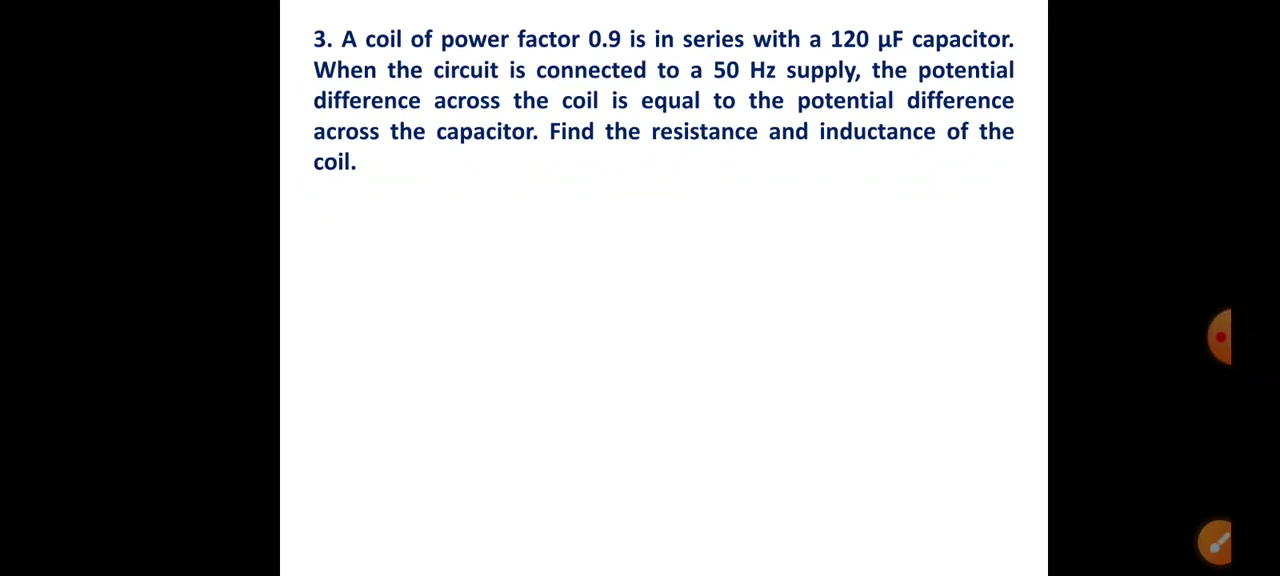 3. A coil of power factor 0.9 is in series with a 120 µF capacitor.
When the circuit is connected to a 50 Hz supply, the potential
difference across the coil is equal to the potential difference
across the capacitor. Find the resistance and inductance of the
coil.